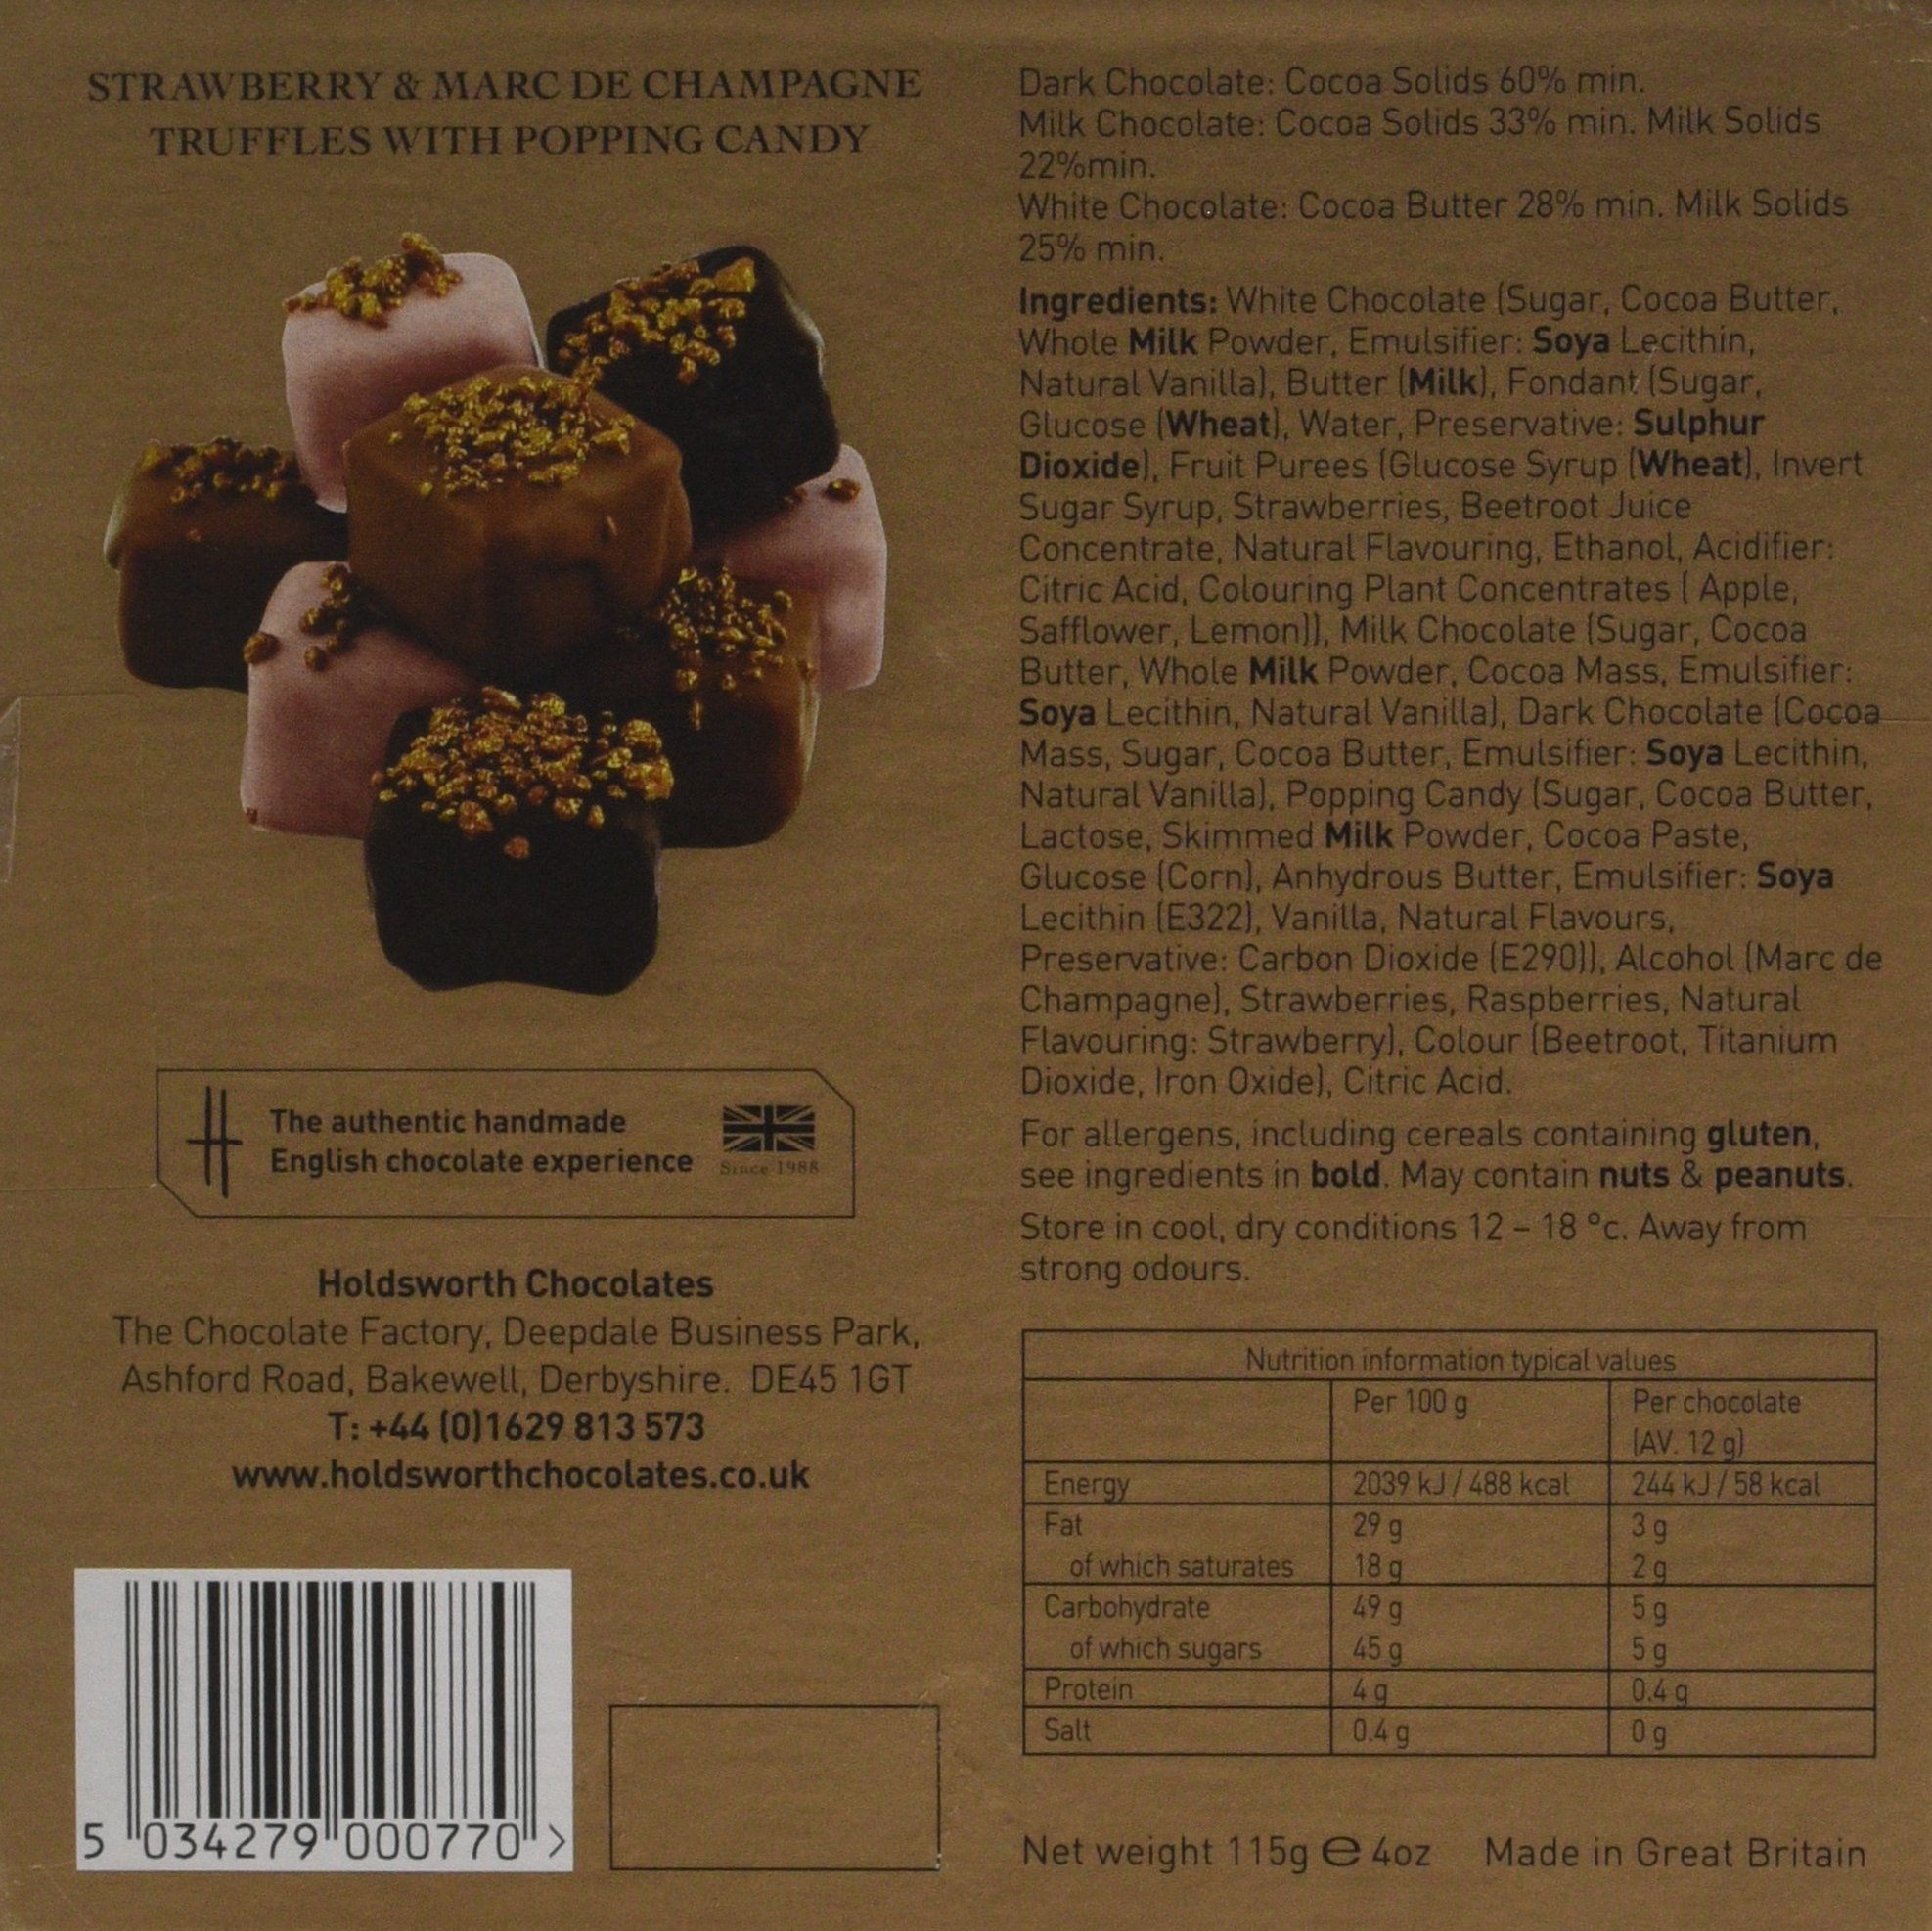 STRAWBERRY & MARC DE CHAMPAGNE
TRUFFLES WITH POPPING CANDY
The authentic handmade
English chocolate experience
Since 1988
Holdsworth Chocolates
The Chocolate Factory, Deepdale Business Park,
Ashford Road, Bakewell, Derbyshire. DE45 1GT
T: +44 (0)1629 813 573
www.holdsworthchocolates.co.uk
5 034279 000770 >
Dark Chocolate: Cocoa Solids 60% min.
Milk Chocolate: Cocoa Solids 33% min. Milk Solids
22%min.
White Chocolate: Cocoa Butter 28% min. Milk Solids
25% min.
Ingredients: White Chocolate (Sugar, Cocoa Butter,
Whole Milk Powder, Emulsifier: Soya Lecithin,
Natural Vanilla), Butter (Milk), Fondant (Sugar,
Glucose (Wheat), Water, Preservative: Sulphur
Dioxide), Fruit Purees (Glucose Syrup (Wheat), Invert
Sugar Syrup, Strawberries, Beetroot Juice
Concentrate, Natural Flavouring, Ethanol, Acidifier:
Citric Acid, Colouring Plant Concentrates ( Apple,
Safflower, Lemon)), Milk Chocolate (Sugar, Cocoa
Butter, Whole Milk Powder, Cocoa Mass, Emulsifier:
Soya Lecithin, Natural Vanilla), Dark Chocolate (Cocoa
Mass, Sugar, Cocoa Butter, Emulsifier: Soya Lecithin,
Natural Vanilla), Popping Candy (Sugar, Cocoa Butter,
Lactose, Skimmed Milk Powder, Cocoa Paste,
Glucose (Corn), Anhydrous Butter, Emulsifier: Soya
Lecithin (E322), Vanilla, Natural Flavours,
Preservative: Carbon Dioxide (E290)), Alcohol (Marc de
Champagne), Strawberries, Raspberries, Natural
Flavouring: Strawberry), Colour (Beetroot, Titanium
Dioxide, Iron Oxide), Citric Acid.
For allergens, including cereals containing gluten,
see ingredients in bold. May contain nuts & peanuts.
Store in cool, dry conditions 12 – 18 °c. Away from
strong odours.
Nutrition information typical values
Per 100 g Per chocolate
(AV. 12 g)
Energy 2039 kJ / 488 kcal 244 kJ / 58 kcal
Fat 29 g 3 g
of which saturates 18 g 2 g
Carbohydrate 49 g 5 g
of which sugars 45 g 5 g
Protein 4 g 0.4 g
Salt 0.4 g 0 g
Net weight 115g e 4oz Made in Great Britain